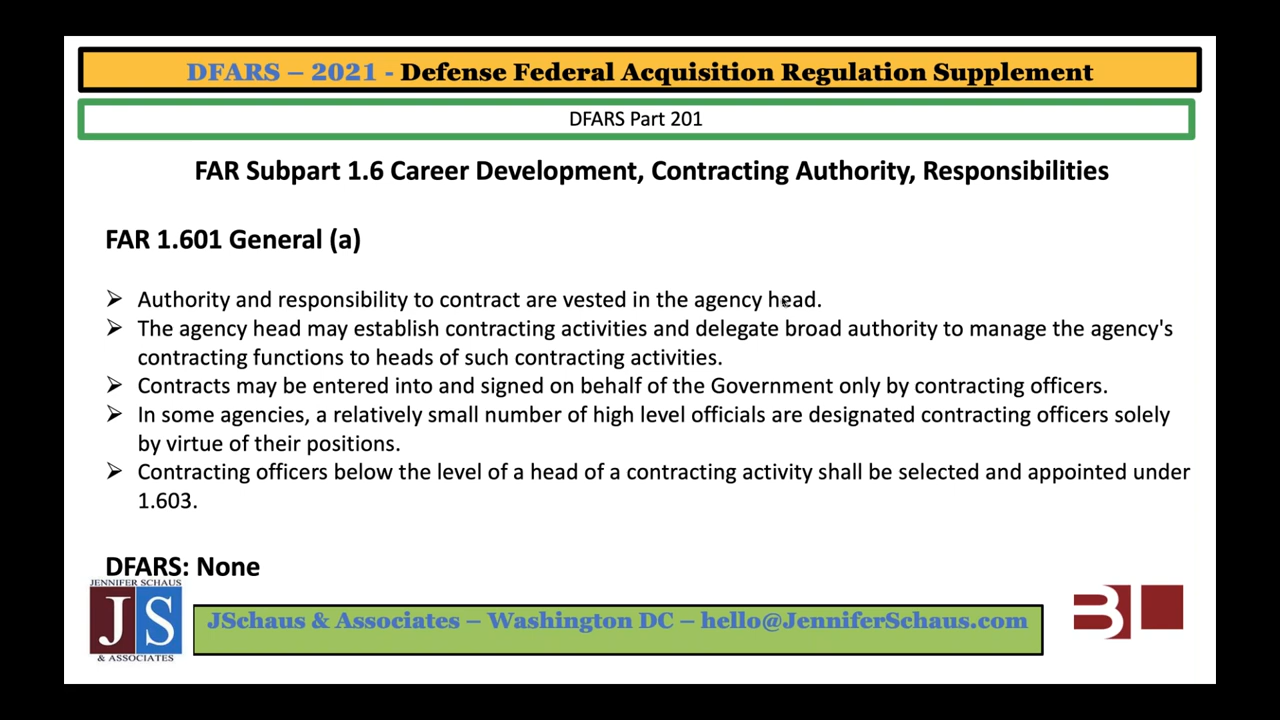 DFARS – 2021 - Defense Federal Acquisition Regulation Supplement
DFARS Part 201
FAR Subpart 1.6 Career Development, Contracting Authority, Responsibilities
FAR 1.601 General (a)
➢ Authority and responsibility to contract are vested in the agency head.
➢ The agency head may establish contracting activities and delegate broad authority to manage the agency's
contracting functions to heads of such contracting activities.
➢ Contracts may be entered into and signed on behalf of the Government only by contracting officers.
➢ In some agencies, a relatively small number of high level officials are designated contracting officers solely
by virtue of their positions.
➢ Contracting officers below the level of a head of a contracting activity shall be selected and appointed under
1.603.
DFARS: None
JENNIFER SCHAUS
JS
& ASSOCIATES
JSchaus & Associates – Washington DC – hello@JenniferSchaus.com
B